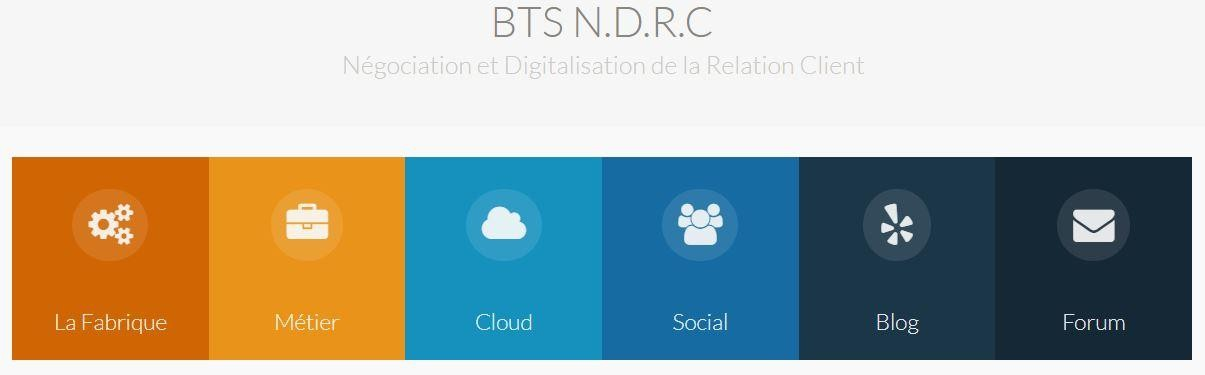 BTS N.D.R.C
Négociation et Digitalisation de la Relation Client
La Fabrique
Métier
Cloud
Social
Blog
Forum